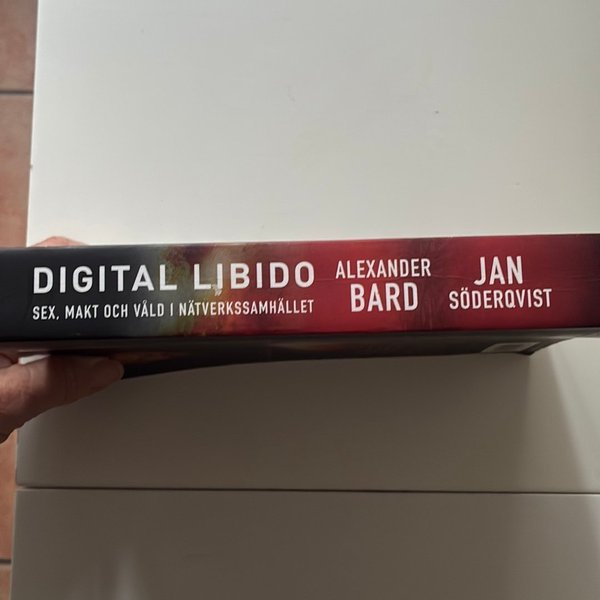 DIGITAL LIBIDO
SEX, MAKT OCH VÅLD I NÄTVERKSSAMHÄLLET
ALEXANDER
BARD
JAN
SÖDERQVIST